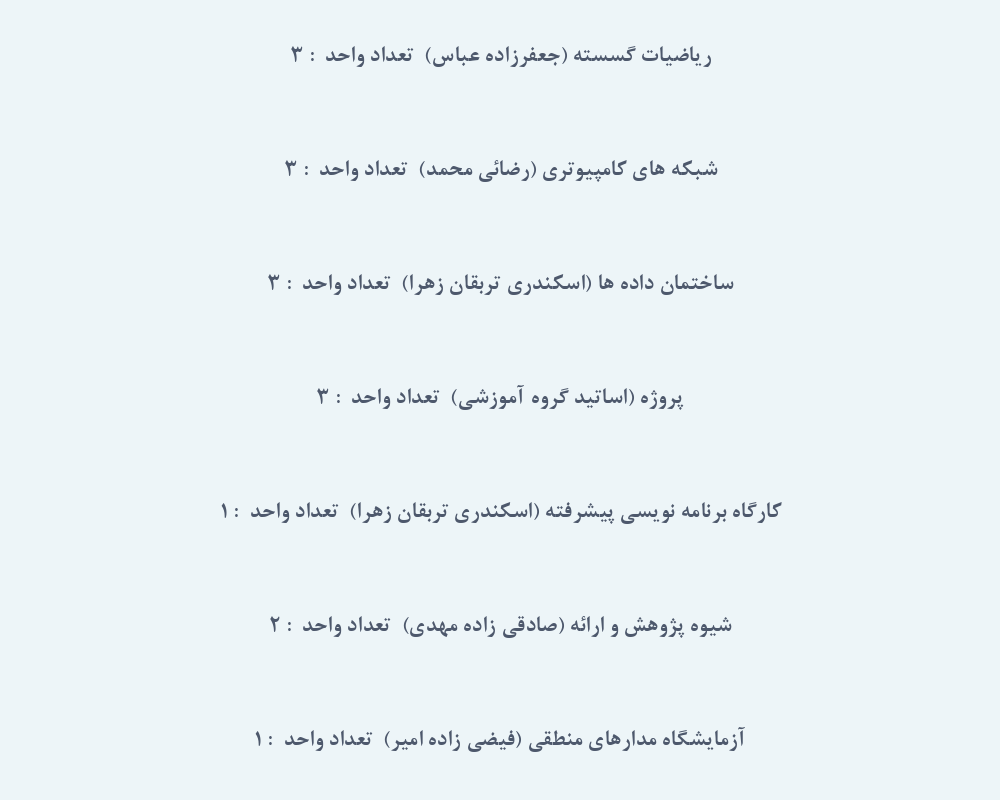 ریاضیات گسسته (جعفرزاده عباس) تعداد واحد : ۳
شبکه های کامپیوتری (رضائی محمد) تعداد واحد : ۳
ساختمان داده ها (اسکندری تربقان زهرا) تعداد واحد : ۳
پروژه (اساتید گروه آموزشی) تعداد واحد : ۳
کارگاه برنامه نویسی پیشرفته (اسکندری تربقان زهرا) تعداد واحد : ۱
شیوه پژوهش و ارائه (صادقی زاده مهدی) تعداد واحد : ۲
آزمایشگاه مدارهای منطقی (فیضی زاده امیر) تعداد واحد : ۱